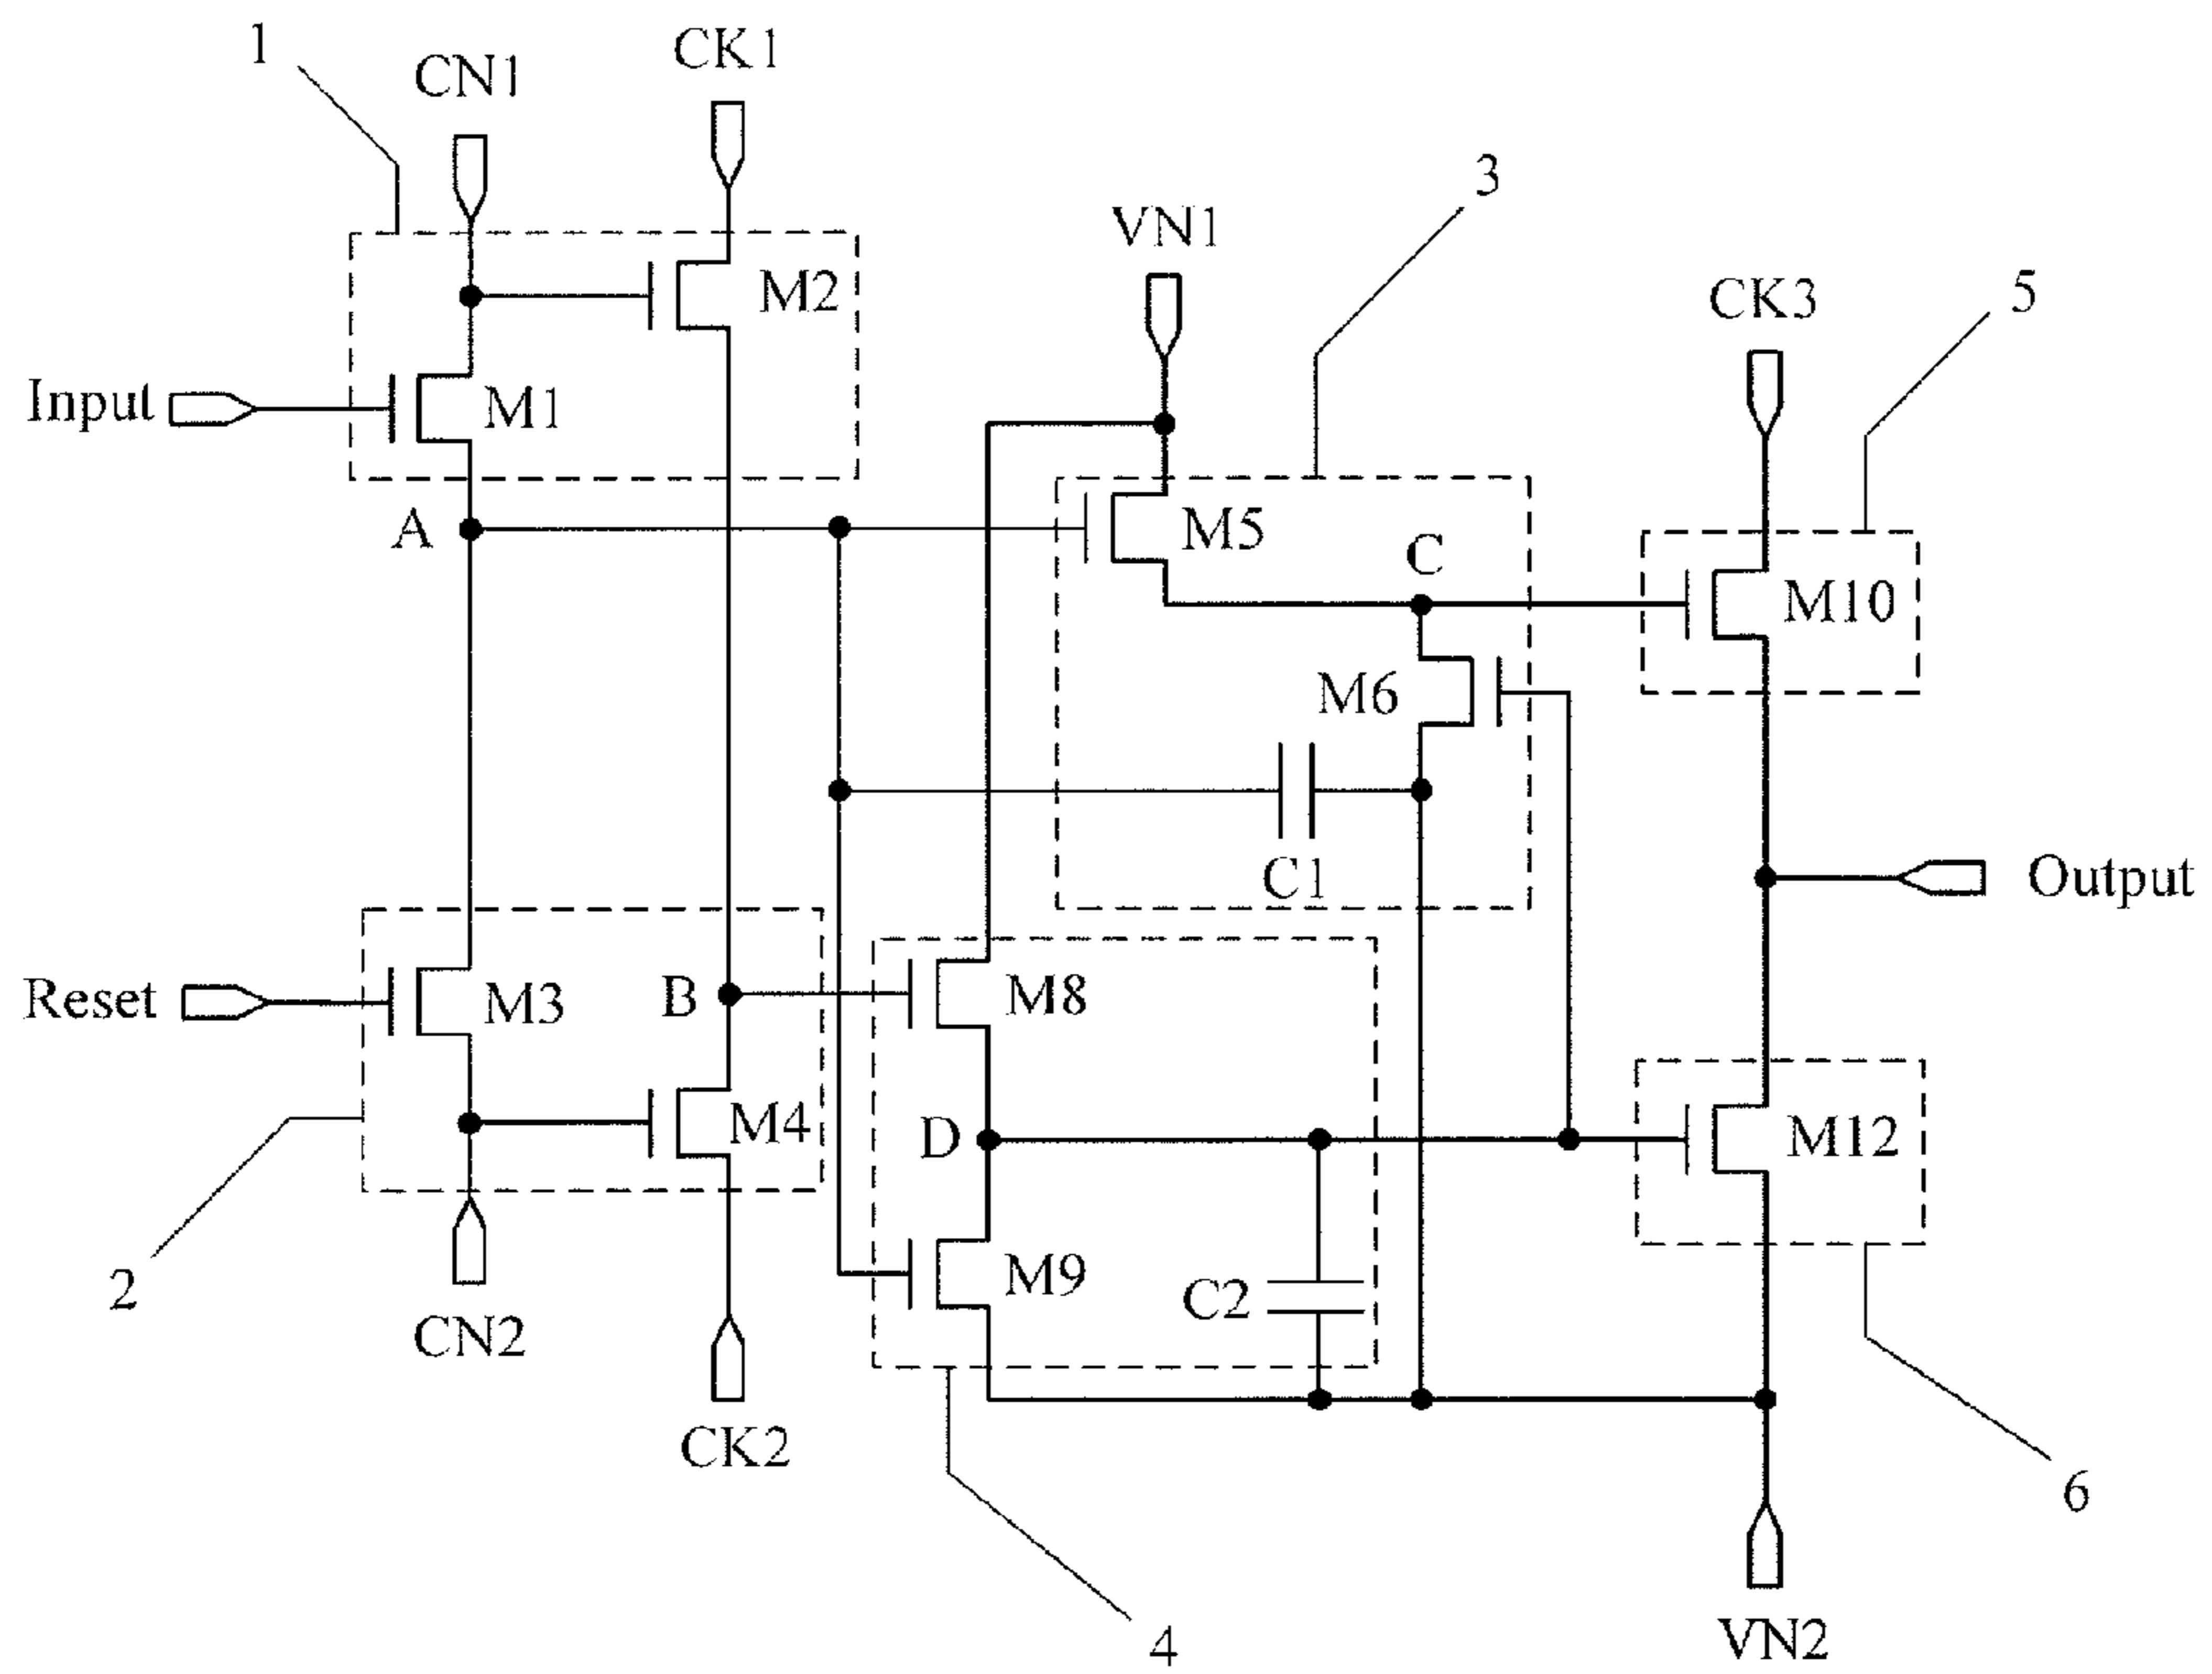 1
CN1
CK1
3
VN1
5
CK3
M2
Input
M1
A
M5
C
M10
M6
C1
Output
Reset
M3
B
M8
M4
D
M12
M9
C2
2
CN2
CK2
6
4
VN2